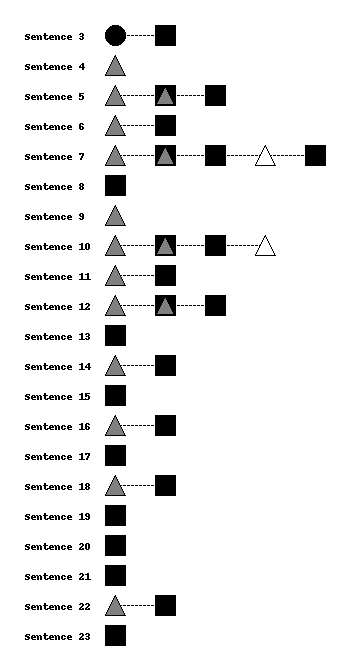 Sentence 3
Sentence 4
Sentence 5
Sentence 6
Sentence 7
Sentence 8
Sentence 9
Sentence 10
Sentence 11
Sentence 12
Sentence 13
Sentence 14
Sentence 15
Sentence 16
Sentence 17
Sentence 18
Sentence 19
Sentence 20
Sentence 21
Sentence 22
Sentence 23